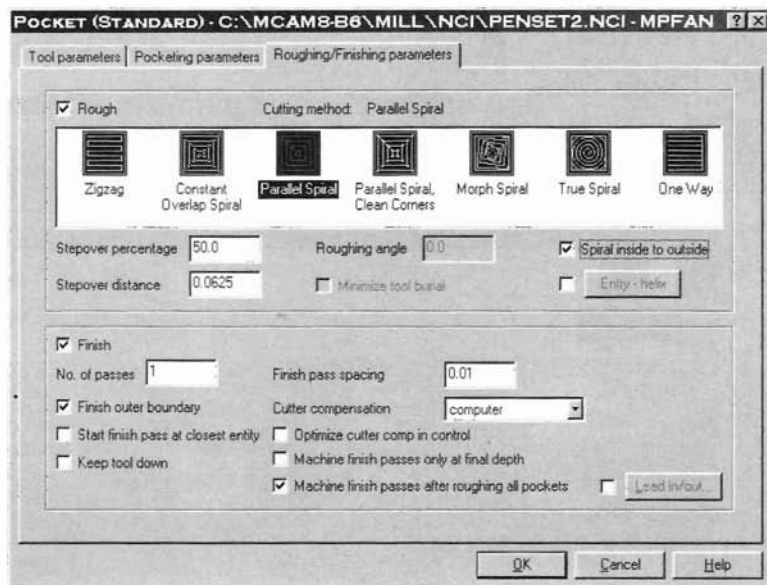 POCKET (STANDARD) - C:\MCAM8-B6\MILL\NCI\PENSET2.NCI - MPFAN ? X
Tool parameters Pocketing parameters Roughing/Finishing parameters
Rough Cutting method: Parallel Spiral
Zigzag Constant Overlap Spiral Parallel Spiral Parallel Spiral, Clean Corners Morph Spiral True Spiral One Way
Stepover percentage 50.0 Roughing angle 0.0 Spiral inside to outside
Stepover distance 0.0625 Minimize tool burial Entry - helix
Finish
No. of passes 1 Finish pass spacing 0.01
Finish outer boundary Cutter compensation computer
Start finish pass at closest entity Optimize cutter comp in control
Keep tool down Machine finish passes only at final depth
Machine finish passes after roughing all pockets Lead in/out...
OK Cancel Help